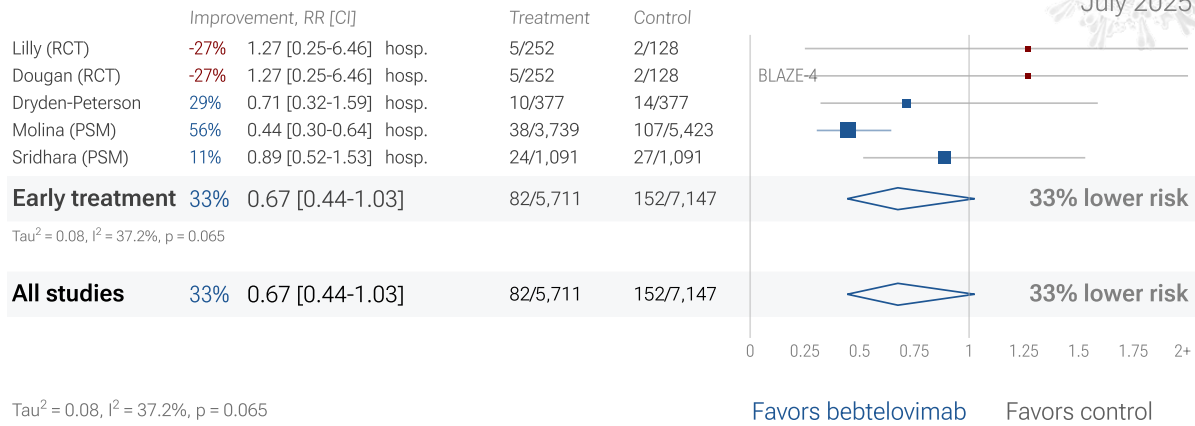 July 2025
Improvement, RR [CI] Treatment Control
Lilly (RCT) -27% 1.27 [0.25-6.46] hosp. 5/252 2/128
Dougan (RCT) -27% 1.27 [0.25-6.46] hosp. 5/252 2/128 BLAZE-4
Dryden-Peterson 29% 0.71 [0.32-1.59] hosp. 10/377 14/377
Molina (PSM) 56% 0.44 [0.30-0.64] hosp. 38/3,739 107/5,423
Sridhara (PSM) 11% 0.89 [0.52-1.53] hosp. 24/1,091 27/1,091
Early treatment 33% 0.67 [0.44-1.03] 82/5,711 152/7,147 33% lower risk
Tau² = 0.08, I² = 37.2%, p = 0.065
All studies 33% 0.67 [0.44-1.03] 82/5,711 152/7,147 33% lower risk
0 0.25 0.5 0.75 1 1.25 1.5 1.75 2+
Tau² = 0.08, I² = 37.2%, p = 0.065 Favors bebtelovimab Favors control